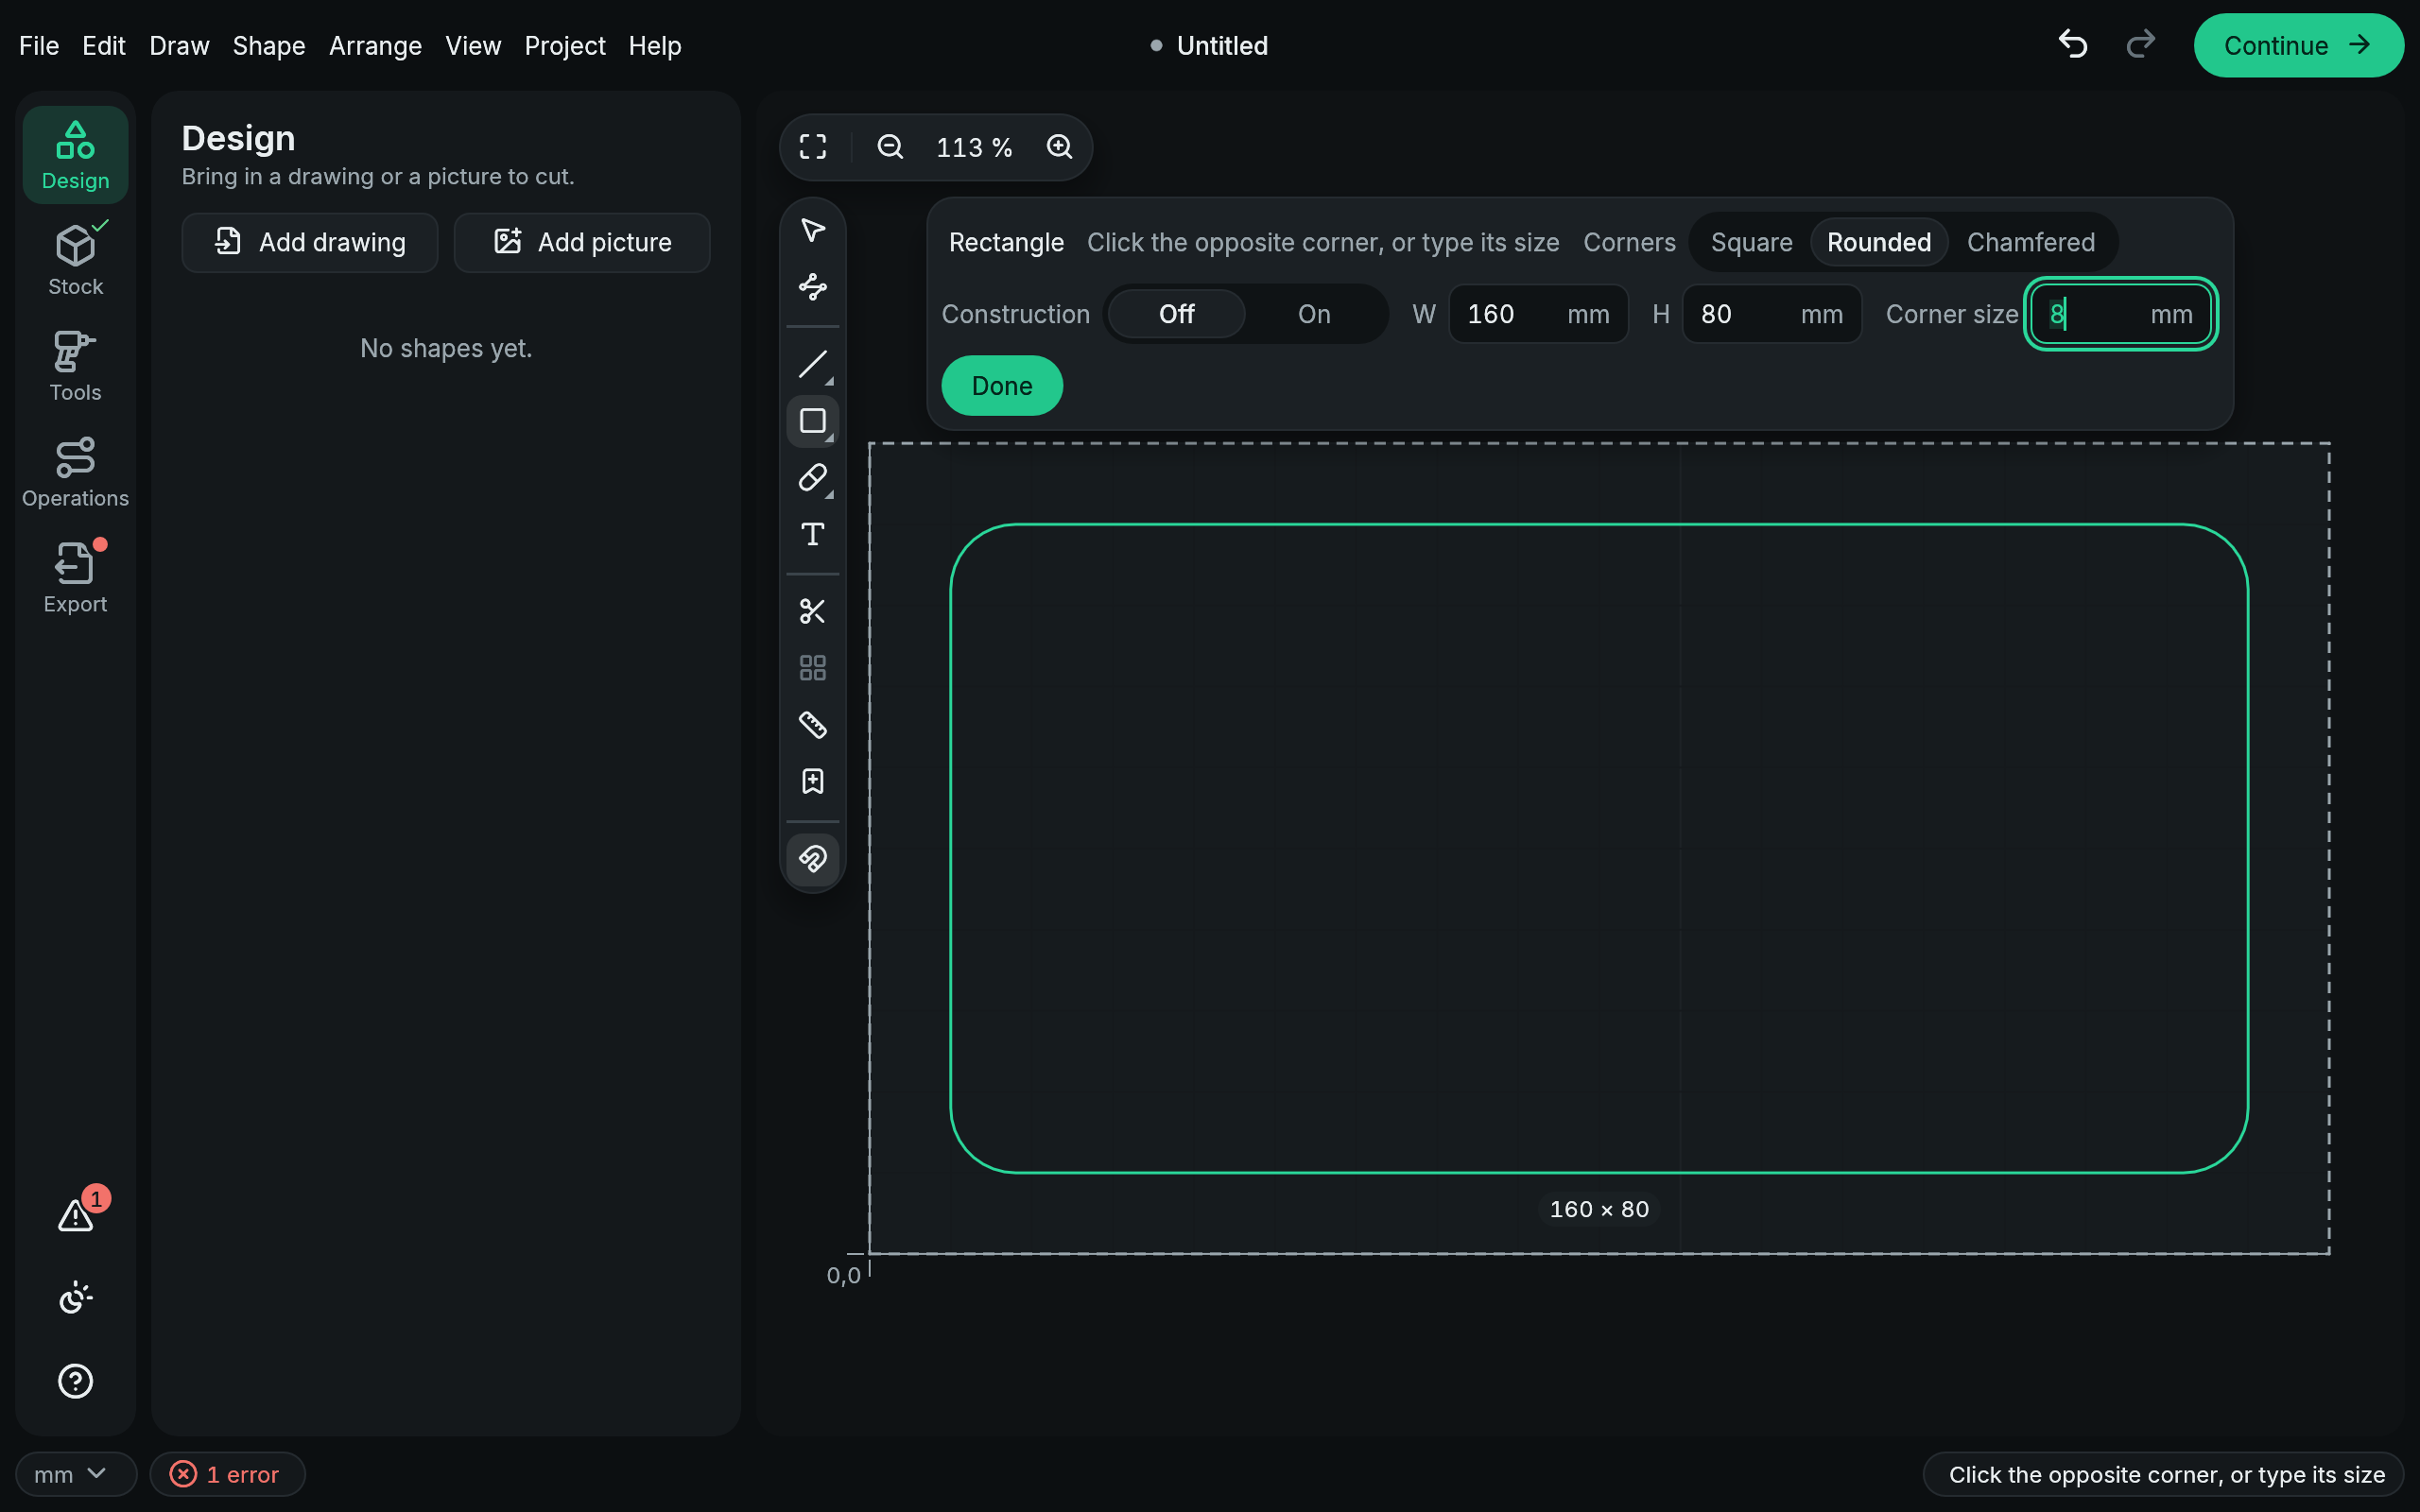 File Edit Draw Shape Arrange View Project Help
Untitled
Continue
Design
Stock
Tools
Operations
Export
1
Design
Bring in a drawing or a picture to cut.
Add drawing
Add picture
No shapes yet.
113 %
Rectangle Click the opposite corner, or type its size Corners Square Rounded Chamfered
Construction Off On W 160 mm H 80 mm Corner size 8 mm
Done
160 × 80
0,0
mm
1 error
Click the opposite corner, or type its size